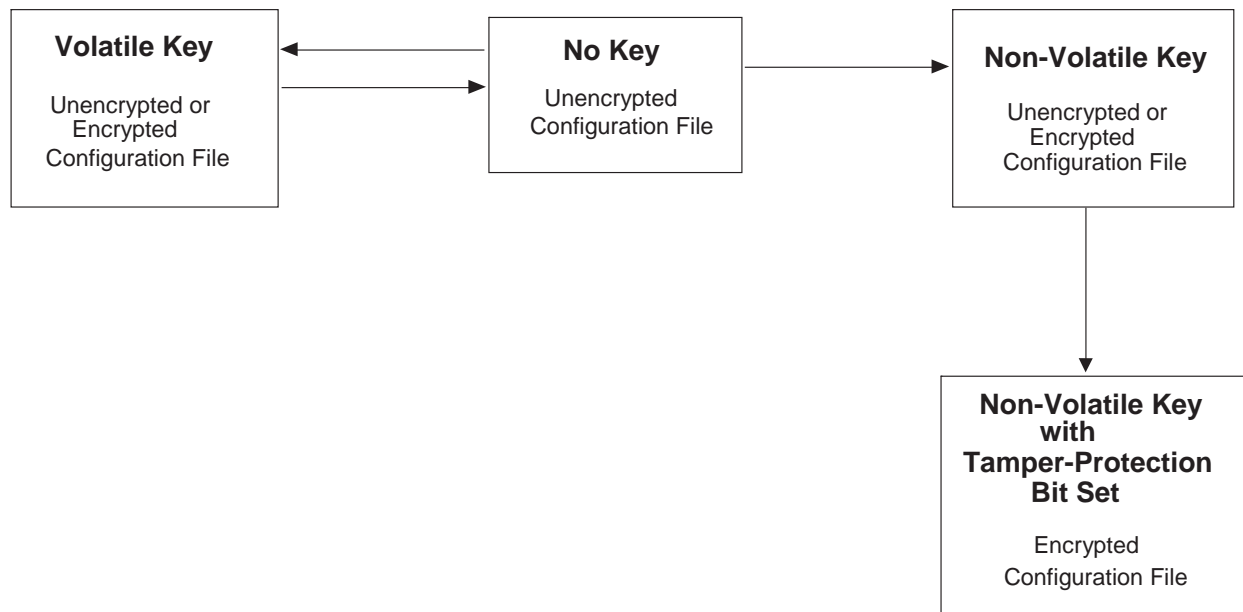 Volatile Key
Unencrypted or
Encrypted
Configuration File
No Key
Unencrypted
Configuration File
Non-Volatile Key
Unencrypted or
Encrypted
Configuration File
Non-Volatile Key
with
Tamper-Protection
Bit Set
Encrypted
Configuration File